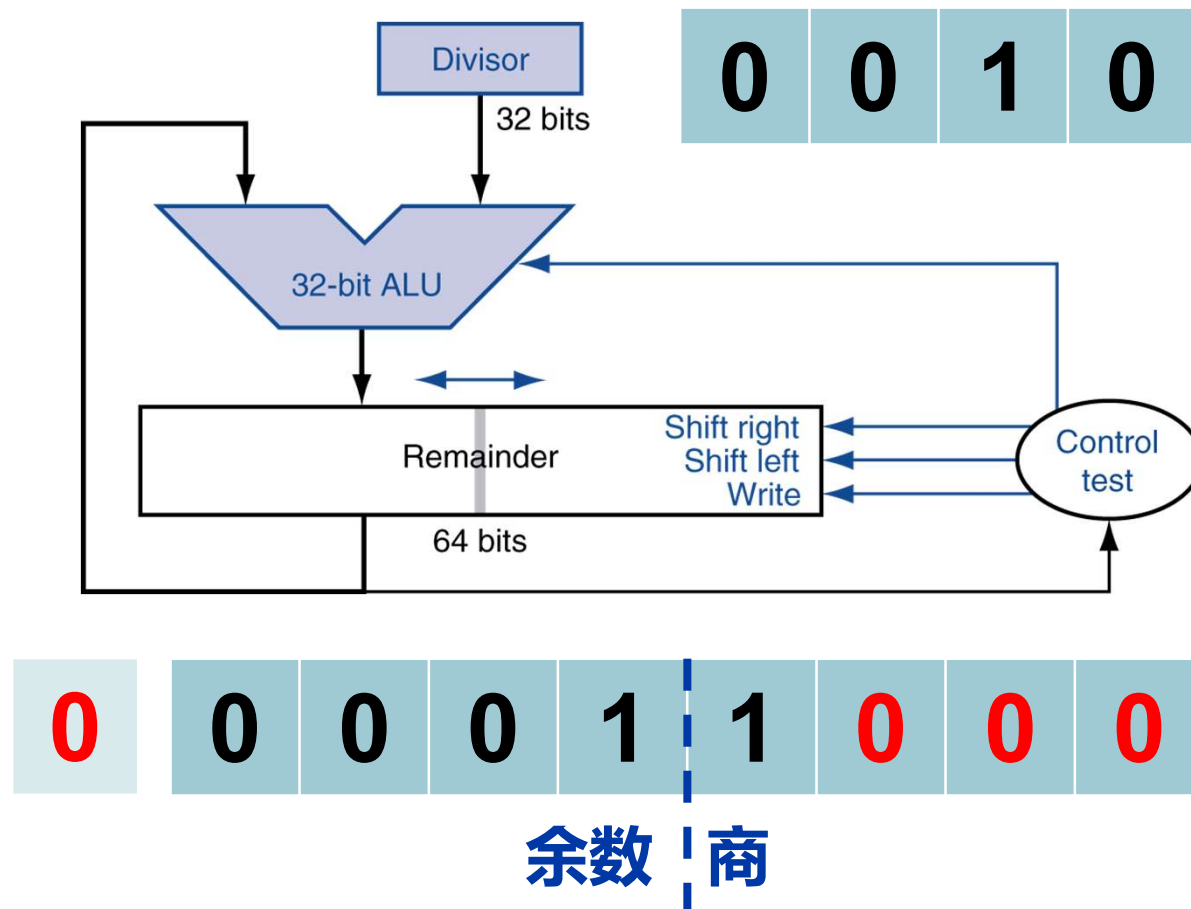 Divisor
0 0 1 0
32 bits
32-bit ALU
Remainder
Shift right
Shift left
Write
Control
test
64 bits
0 0 0 0 1 1 0 0 0
余数 商